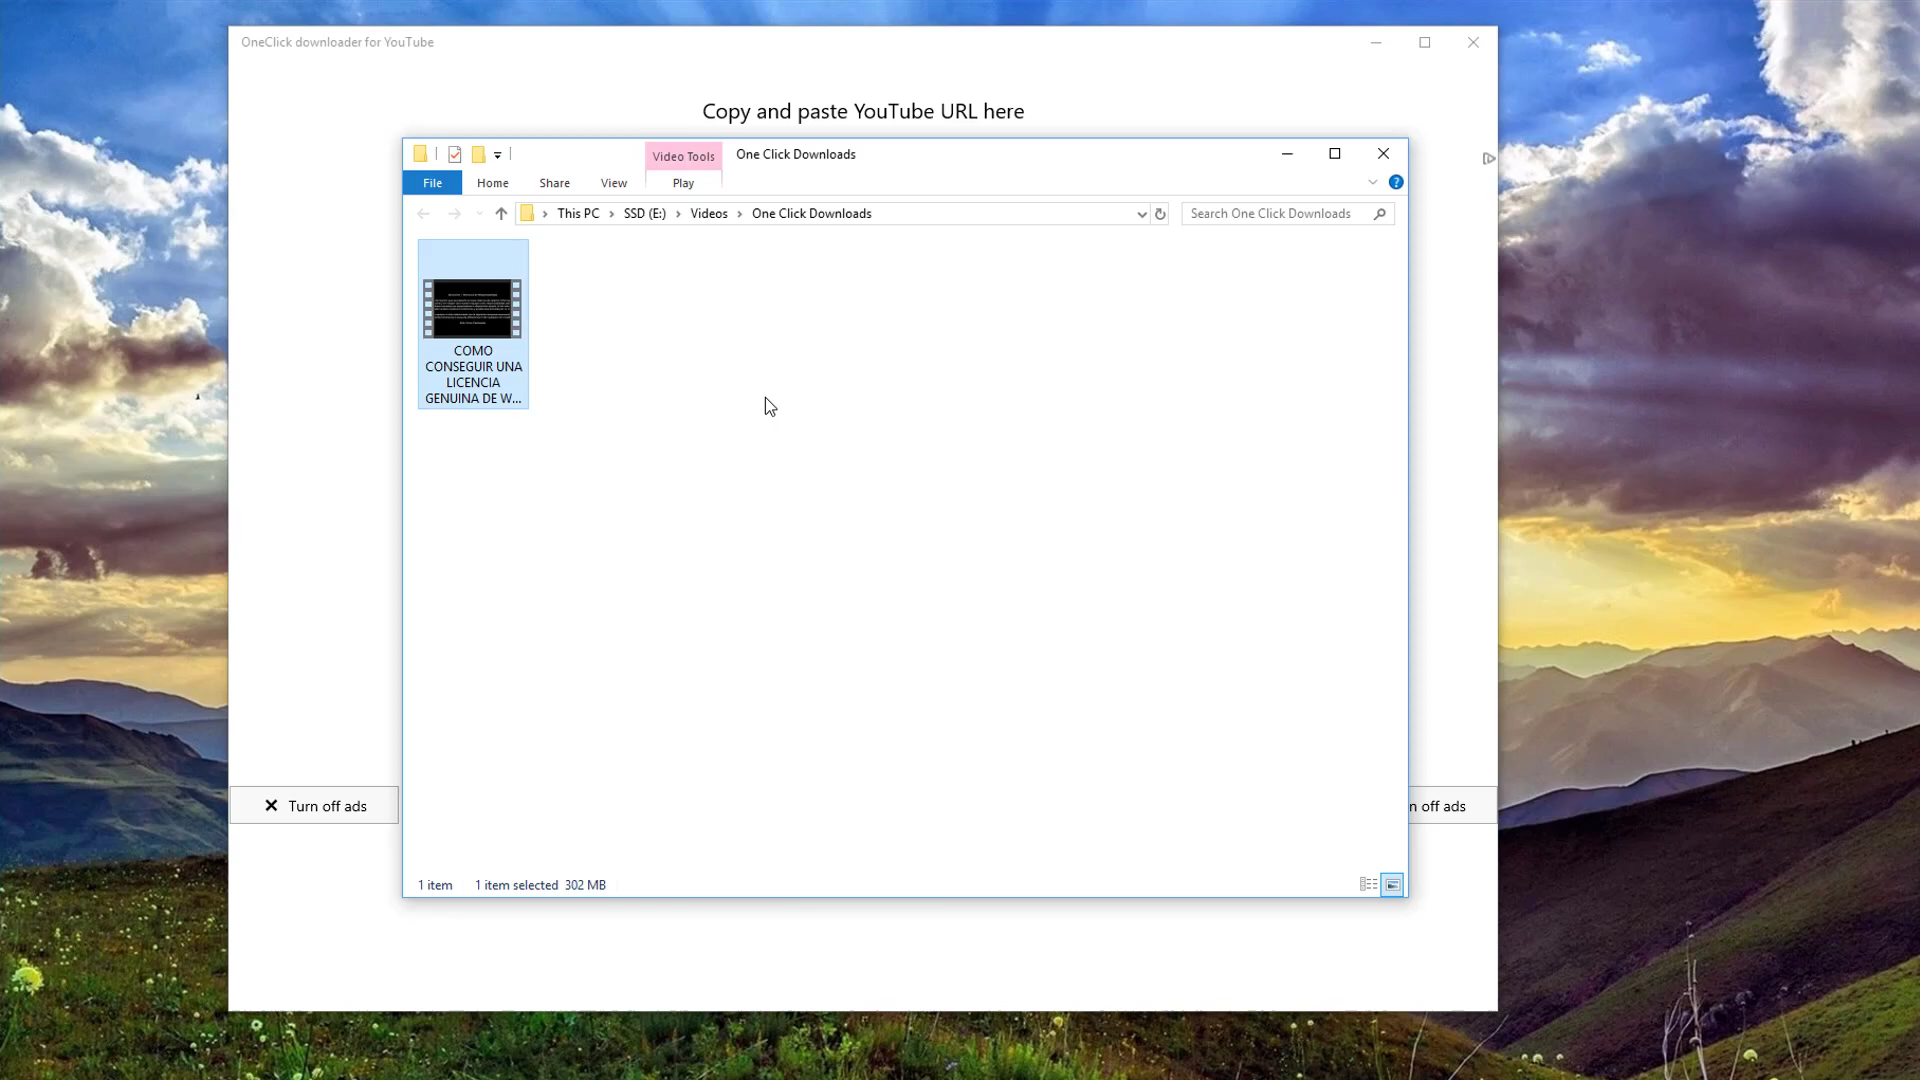 OneClick downloader for YouTube
Copy and paste YouTube URL here
Video Tools
One Click Downloads
File
Home
Share
View
Play
This PC
SSD (E:)
Videos
One Click Downloads
Search One Click Downloads
COMO
CONSEGUIR UNA
LICENCIA
GENUINA DE W...
Turn off ads
n off ads
1 item
1 item selected 302 MB